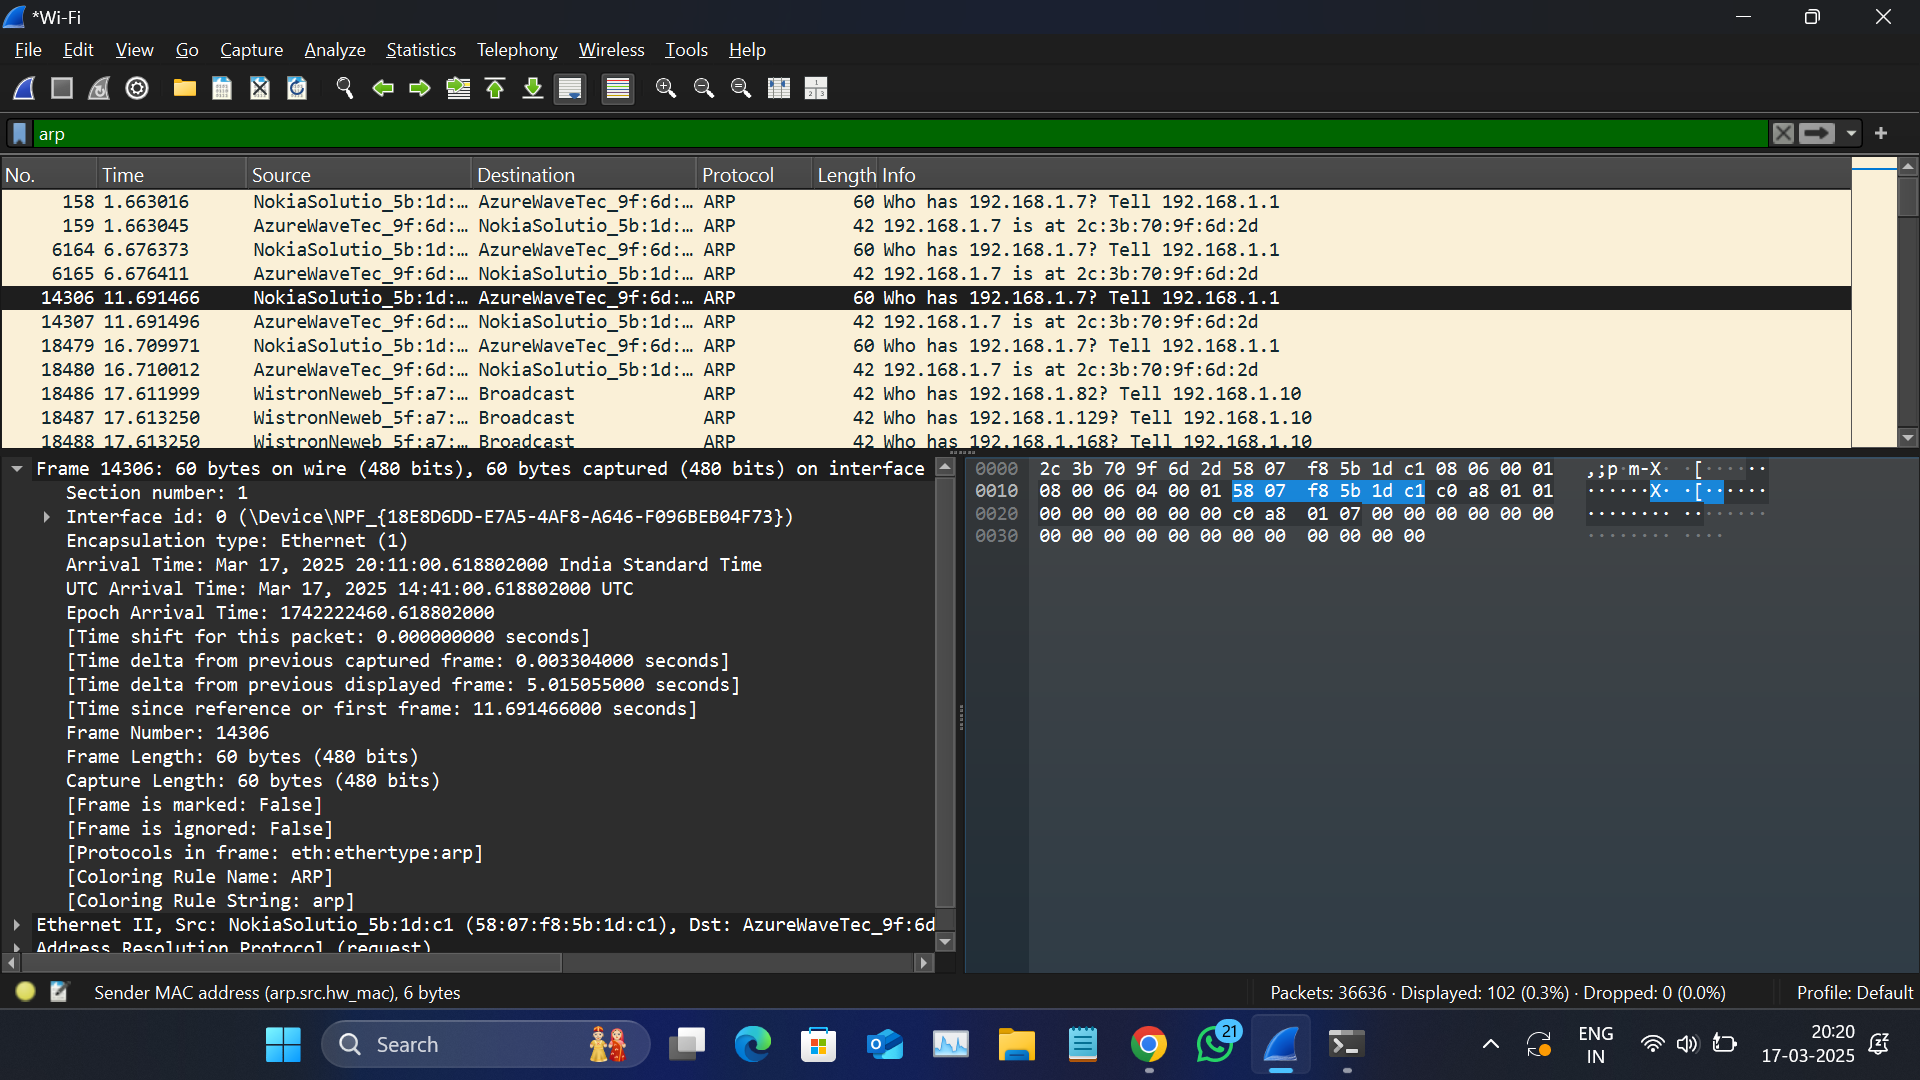 *Wi-Fi
File Edit View Go Capture Analyze Statistics Telephony Wireless Tools Help
arp
No. Time Source Destination Protocol Length Info
158 1.663016 NokiaSolutio_5b:1d:… AzureWaveTec_9f:6d:… ARP 60 Who has 192.168.1.7? Tell 192.168.1.1
159 1.663045 AzureWaveTec_9f:6d:… NokiaSolutio_5b:1d:… ARP 42 192.168.1.7 is at 2c:3b:70:9f:6d:2d
6164 6.676373 NokiaSolutio_5b:1d:… AzureWaveTec_9f:6d:… ARP 60 Who has 192.168.1.7? Tell 192.168.1.1
6165 6.676411 AzureWaveTec_9f:6d:… NokiaSolutio_5b:1d:… ARP 42 192.168.1.7 is at 2c:3b:70:9f:6d:2d
14306 11.691466 NokiaSolutio_5b:1d:… AzureWaveTec_9f:6d:… ARP 60 Who has 192.168.1.7? Tell 192.168.1.1
14307 11.691496 AzureWaveTec_9f:6d:… NokiaSolutio_5b:1d:… ARP 42 192.168.1.7 is at 2c:3b:70:9f:6d:2d
18479 16.709971 NokiaSolutio_5b:1d:… AzureWaveTec_9f:6d:… ARP 60 Who has 192.168.1.7? Tell 192.168.1.1
18480 16.710012 AzureWaveTec_9f:6d:… NokiaSolutio_5b:1d:… ARP 42 192.168.1.7 is at 2c:3b:70:9f:6d:2d
18486 17.611999 WistronNeweb_5f:a7:… Broadcast ARP 42 Who has 192.168.1.82? Tell 192.168.1.10
18487 17.613250 WistronNeweb_5f:a7:… Broadcast ARP 42 Who has 192.168.1.129? Tell 192.168.1.10
18488 17.613250 WistronNeweb_5f:a7:… Broadcast ARP 42 Who has 192.168.1.168? Tell 192.168.1.10
Frame 14306: 60 bytes on wire (480 bits), 60 bytes captured (480 bits) on interface
Section number: 1
Interface id: 0 (\Device\NPF_{18E8D6DD-E7A5-4AF8-A646-F096BEB04F73})
Encapsulation type: Ethernet (1)
Arrival Time: Mar 17, 2025 20:11:00.618802000 India Standard Time
UTC Arrival Time: Mar 17, 2025 14:41:00.618802000 UTC
Epoch Arrival Time: 1742222460.618802000
[Time shift for this packet: 0.000000000 seconds]
[Time delta from previous captured frame: 0.003304000 seconds]
[Time delta from previous displayed frame: 5.015055000 seconds]
[Time since reference or first frame: 11.691466000 seconds]
Frame Number: 14306
Frame Length: 60 bytes (480 bits)
Capture Length: 60 bytes (480 bits)
[Frame is marked: False]
[Frame is ignored: False]
[Protocols in frame: eth:ethertype:arp]
[Coloring Rule Name: ARP]
[Coloring Rule String: arp]
Ethernet II, Src: NokiaSolutio_5b:1d:c1 (58:07:f8:5b:1d:c1), Dst: AzureWaveTec_9f:6d
Address Resolution Protocol (request)
0000 2c 3b 70 9f 6d 2d 58 07 f8 5b 1d c1 08 06 00 01 ,;p·m-X· ·[······
0010 08 00 06 04 00 01 58 07 f8 5b 1d c1 c0 a8 01 01 ······X· ·[······
0020 00 00 00 00 00 00 c0 a8 01 07 00 00 00 00 00 00 ········ ········
0030 00 00 00 00 00 00 00 00 00 00 00 00 ········ ····
Sender MAC address (arp.src.hw_mac), 6 bytes
Packets: 36636 · Displayed: 102 (0.3%) · Dropped: 0 (0.0%)
Profile: Default
Search
21
ENG
IN
20:20
17-03-2025